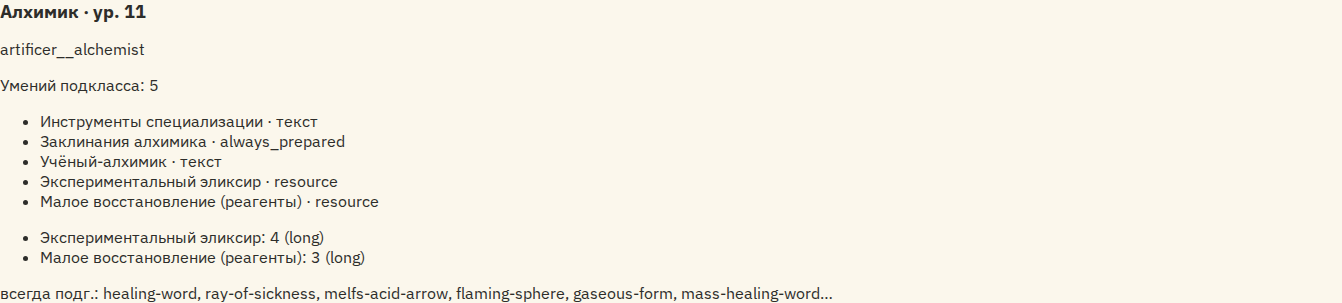 Алхимик · ур. 11
artificer__alchemist
Умений подкласса: 5
• Инструменты специализации · текст
• Заклинания алхимика · always_prepared
• Учёный-алхимик · текст
• Экспериментальный эликсир · resource
• Малое восстановление (реагенты) · resource
• Экспериментальный эликсир: 4 (long)
• Малое восстановление (реагенты): 3 (long)
всегда подг.: healing-word, ray-of-sickness, melfs-acid-arrow, flaming-sphere, gaseous-form, mass-healing-word...